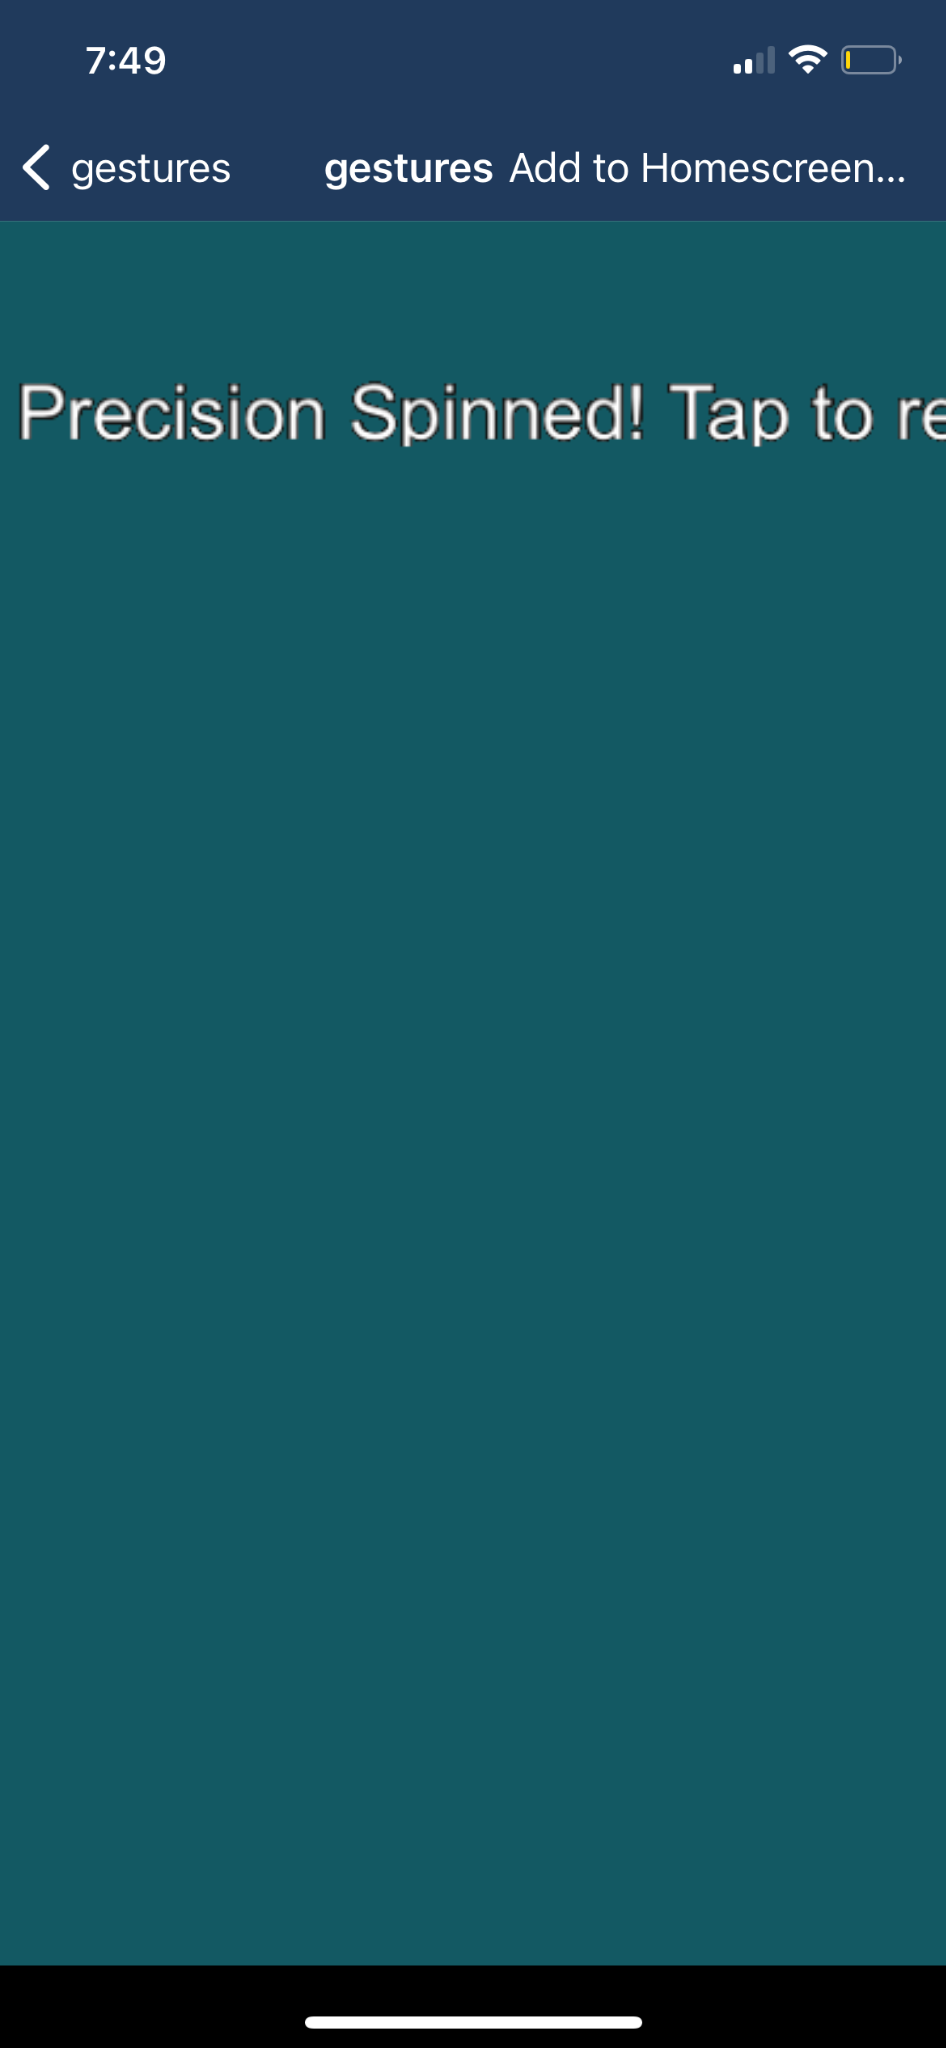 7:49
gestures gestures Add to Homescreen...
Precision Spinned! Tap to re